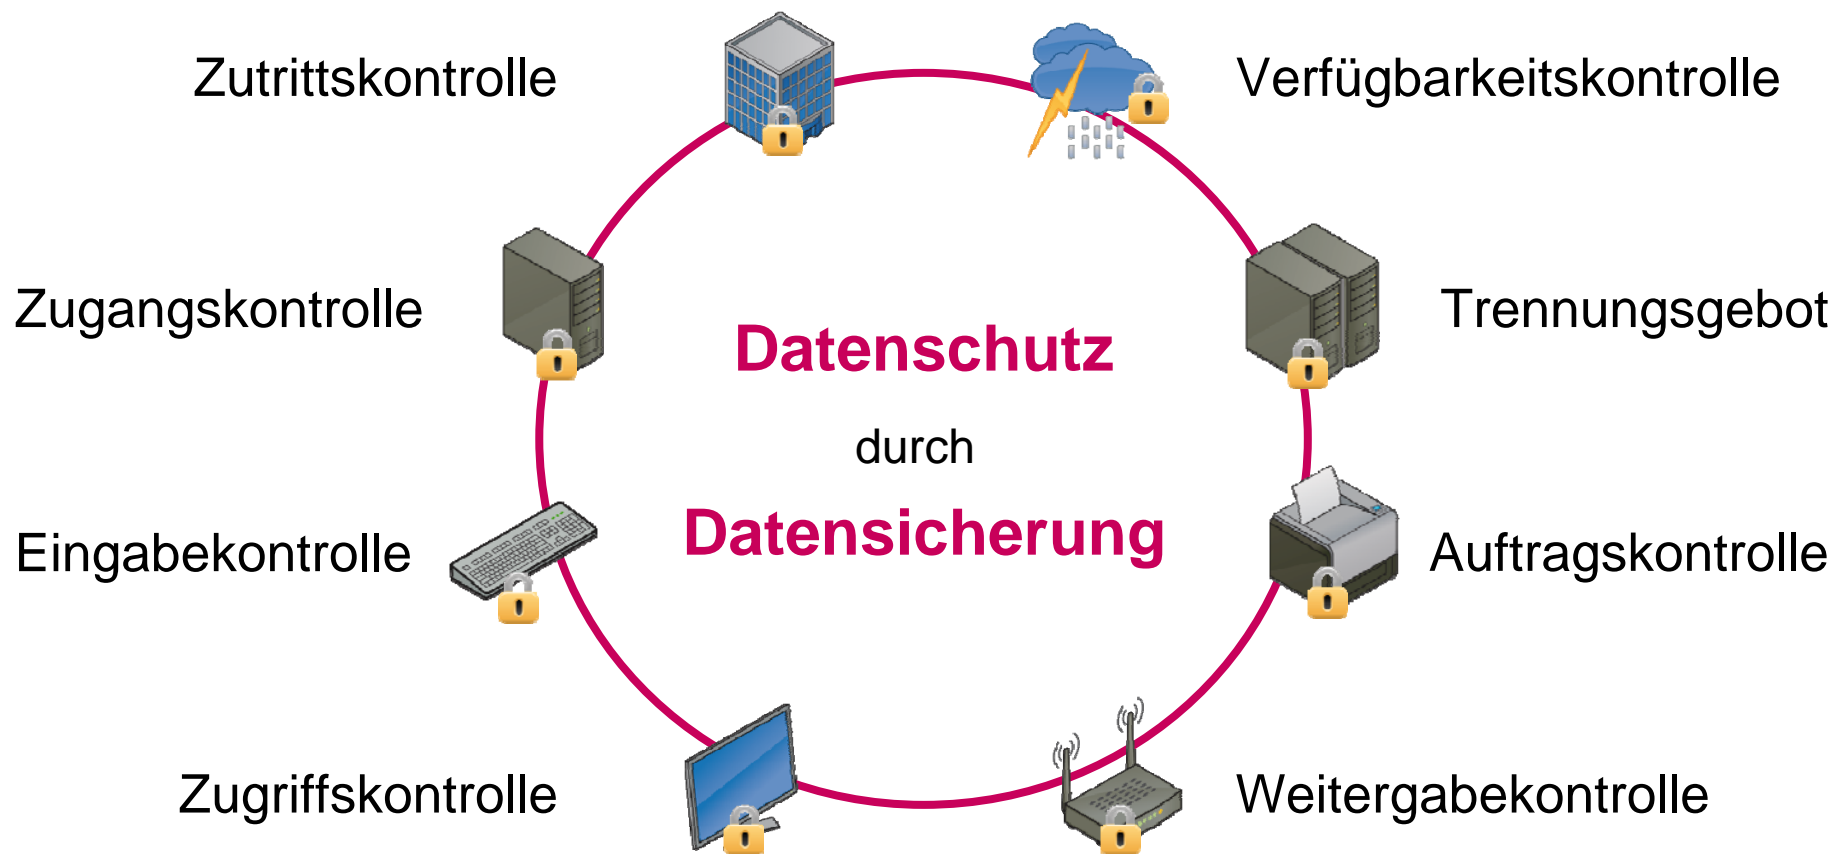 Zutrittskontrolle
Verfügbarkeitskontrolle
Zugangskontrolle
Trennungsgebot
Datenschutz
durch
Datensicherung
Eingabekontrolle
Auftragskontrolle
Zugriffskontrolle
Weitergabekontrolle